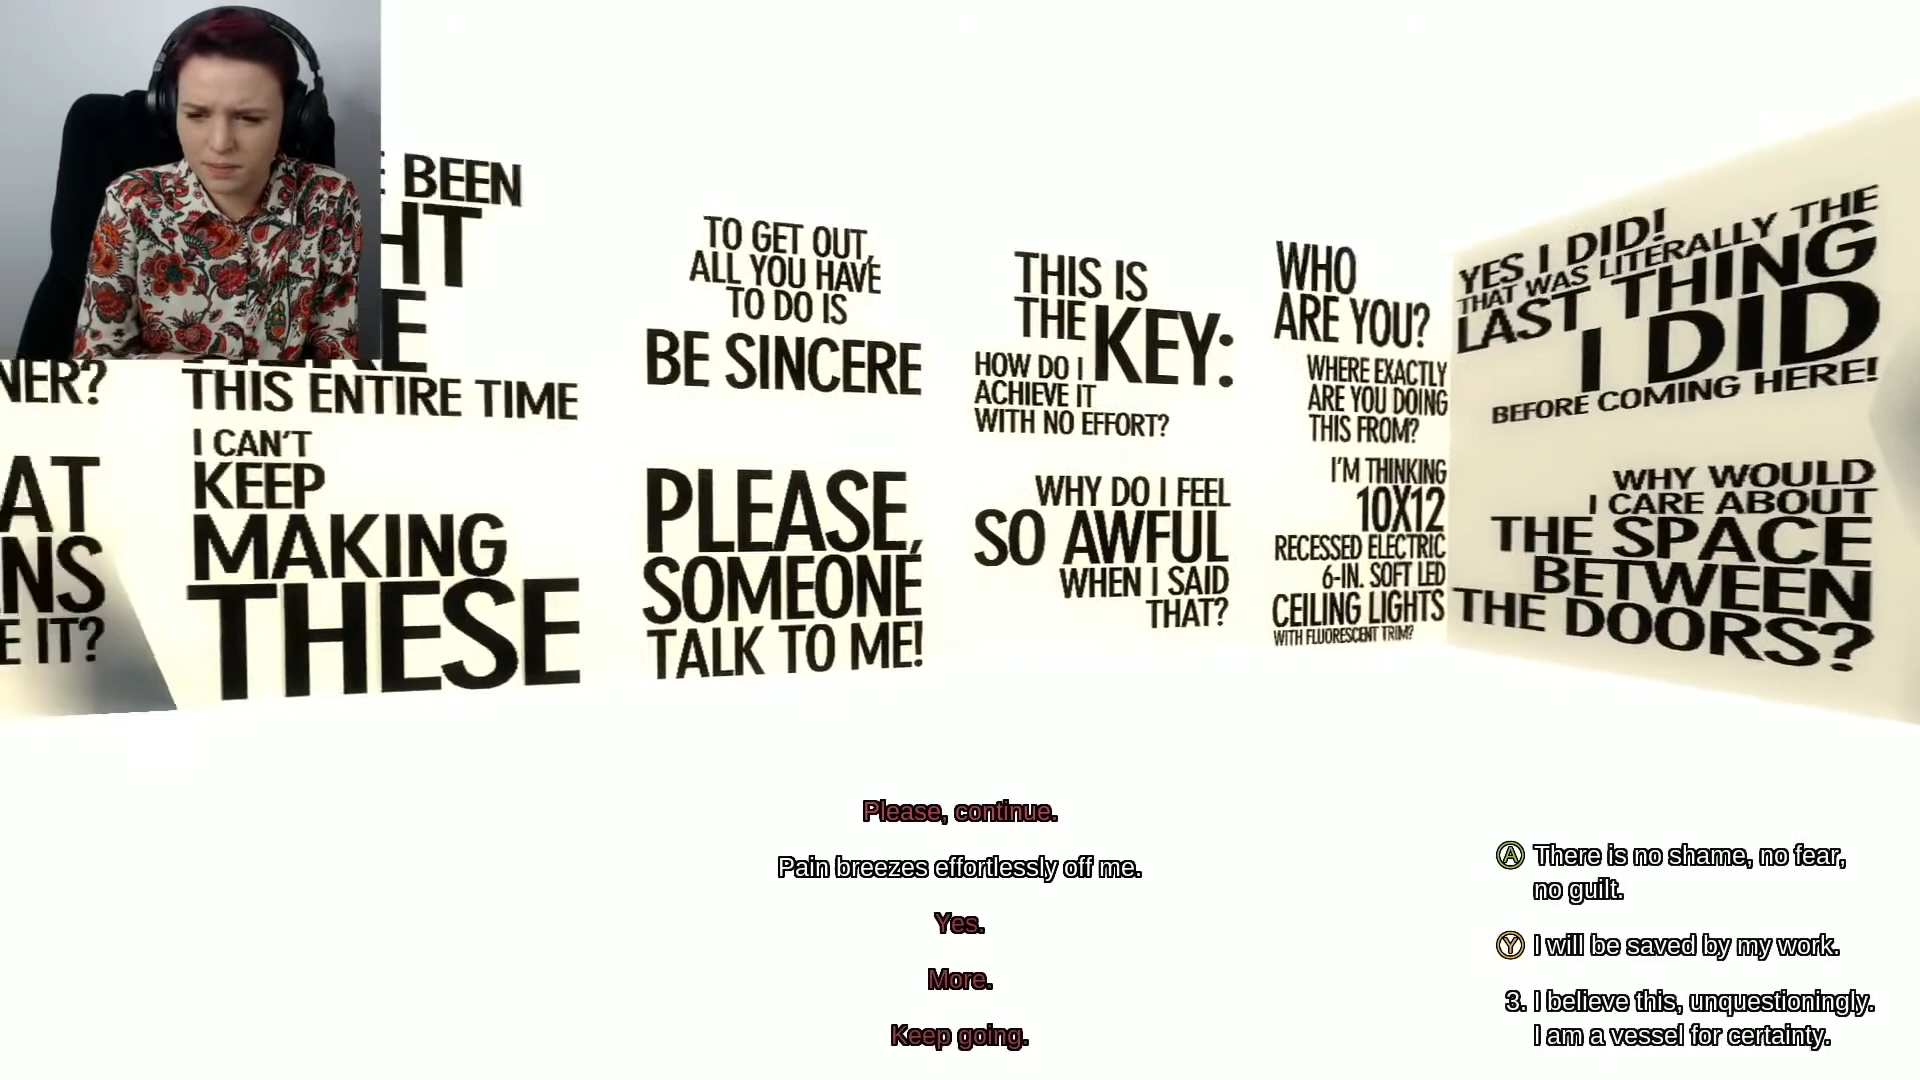 BEEN
HT
E
THIS ENTIRE TIME
NER?
AT
NS
E IT?
I CAN'T
KEEP
MAKING
THESE
TO GET OUT,
ALL YOU HAVE
TO DO IS
BE SINCERE
PLEASE,
SOMEONE
TALK TO ME!
THIS IS
THE KEY:
HOW DO I
ACHIEVE IT
WITH NO EFFORT?
WHY DO I FEEL
SO AWFUL
WHEN I SAID
THAT?
WHO
ARE YOU?
WHERE EXACTLY
ARE YOU DOING
THIS FROM?
I'M THINKING
10X12
RECESSED ELECTRIC
6-IN. SOFT LED
CEILING LIGHTS
WITH FLUORESCENT TRIM?
YES I DID!
THAT WAS LITERALLY THE
LAST THING
I DID
BEFORE COMING HERE!
WHY WOULD
I CARE ABOUT
THE SPACE
BETWEEN
THE DOORS?
Please, continue.
Pain breezes effortlessly off me.
Yes.
More.
Keep going.
A There is no shame, no fear,
no guilt.
Y I will be saved by my work.
3. I believe this, unquestioningly.
I am a vessel for certainty.